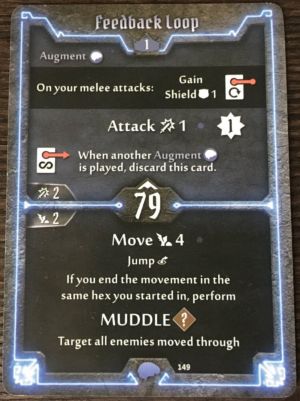 Feedback Loop
1
Augment
On your melee attacks: Gain
Shield 1
Attack 1
1
When another Augment
is played, discard this card.
2
79
2
Move 4
Jump
If you end the movement in the
same hex you started in, perform
MUDDLE ?
Target all enemies moved through
149